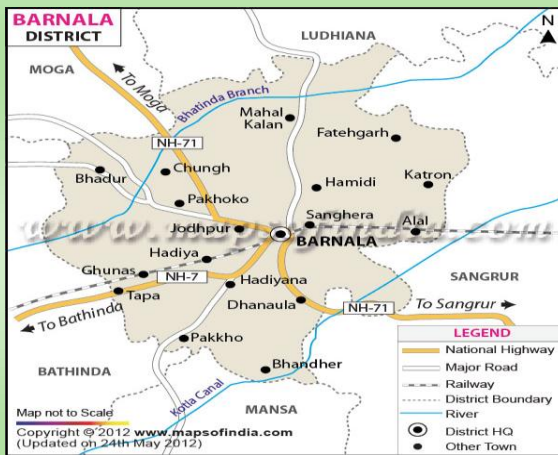 BARNALA
DISTRICT
N
LUDHIANA
MOGA
To Moga
Bhatinda Branch
Mahal
Kalan
Fatehgarh
NH-71
Chungh
Bhadur
Katron
Hamidi
Pakhoko
Sanghera
Alal
Jodhpur
www.mapsofindia.com
BARNALA
Hadiya
Ghunas
NH-7
Hadiyana
SANGRUR
Tapa
Dhanaula
NH-71
To Sangrur
To Bathinda
LEGEND
Pakkho
National Highway
Major Road
Bhandher
BATHINDA
Railway
Kotla Canal
District Boundary
MANSA
River
Map not to Scale
District HQ
Copyright © 2012 www.mapsofindia.com
(Updated on 24th May 2012)
Other Town